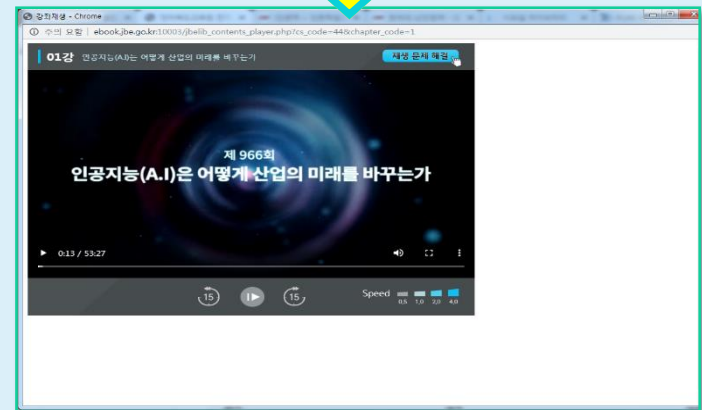 강좌재생 - Chrome
ⓘ 주의 요함 | ebook.jbe.go.kr:10003/jbelib_contents_player.php?cs_code=44&chapter_code=1
01강 인공지능(A.I)는 어떻게 산업의 미래를 바꾸는가
재생 문제 해결
제 966회
인공지능(A.I)은 어떻게 산업의 미래를 바꾸는가
0:13 / 53:27
15
15
Speed
0.5 1.0 2.0 4.0